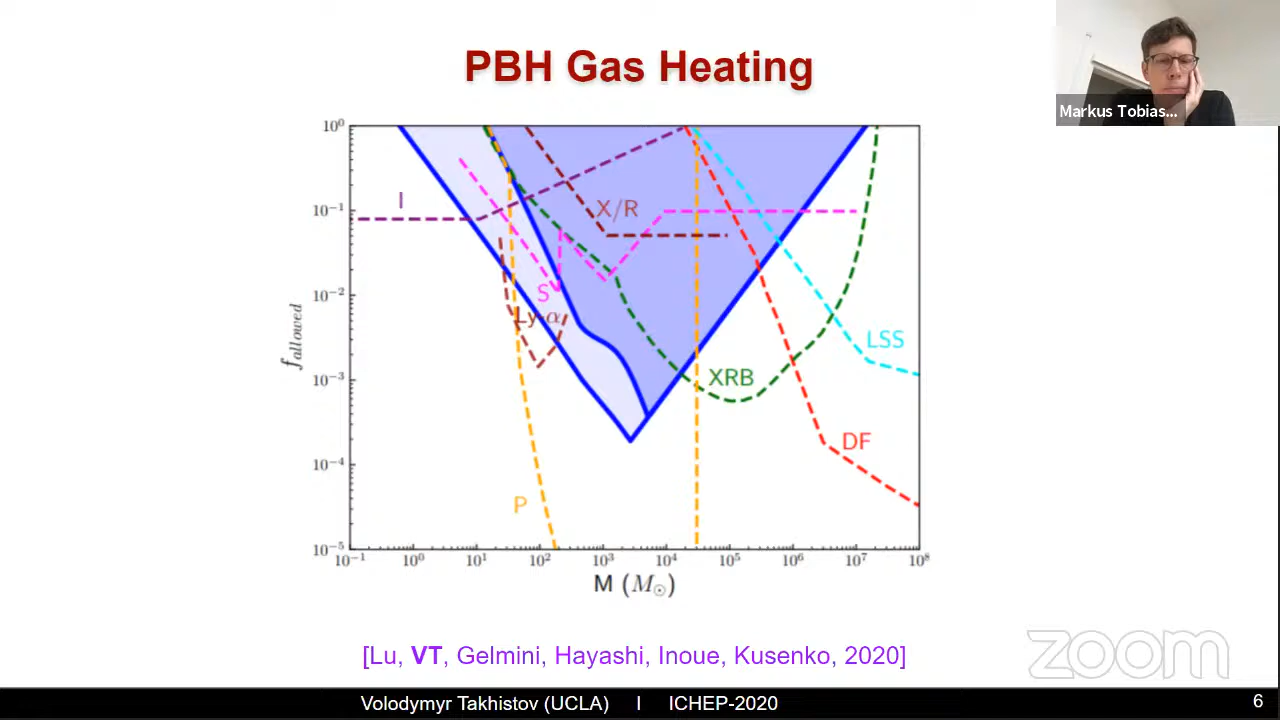 PBH Gas Heating
Markus Tobias...
10⁰
10⁻¹
10⁻²
10⁻³
10⁻⁴
10⁻⁵
f_allowed
I
X/R
S
Ly-α
XRB
LSS
DF
P
10⁻¹ 10⁰ 10¹ 10² 10³ 10⁴ 10⁵ 10⁶ 10⁷ 10⁸
M (M☉)
[Lu, VT, Gelmini, Hayashi, Inoue, Kusenko, 2020]
zoom
Volodymyr Takhistov (UCLA) I ICHEP-2020 6